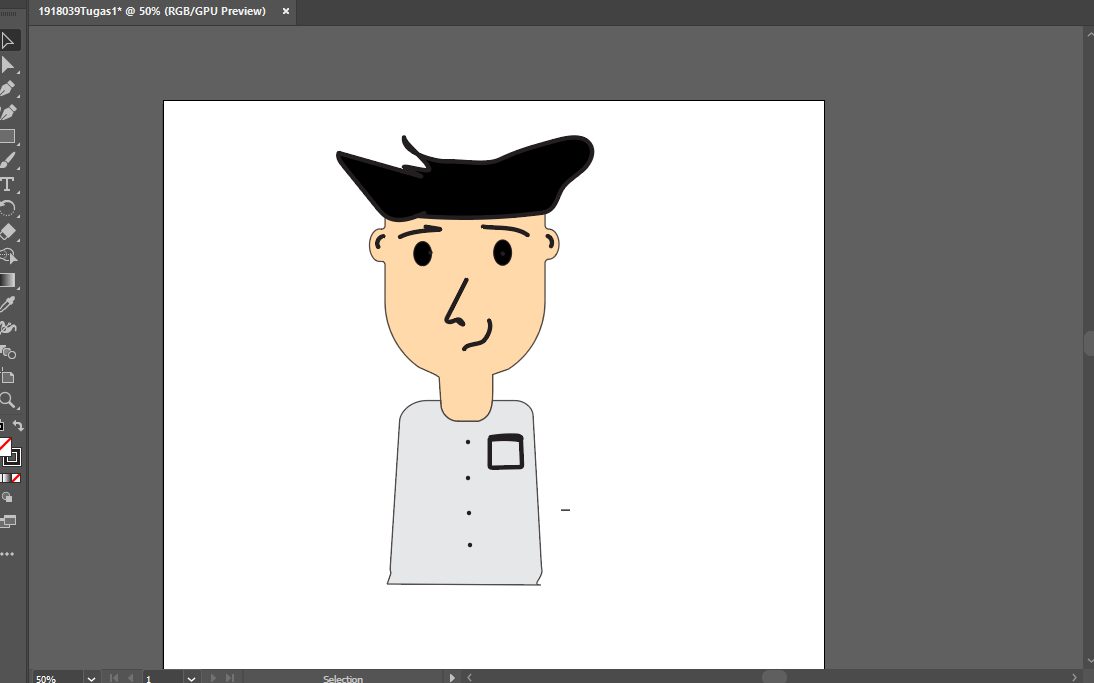 1918039Tugas1* @ 50% (RGB/GPU Preview)
50%
1
Selection